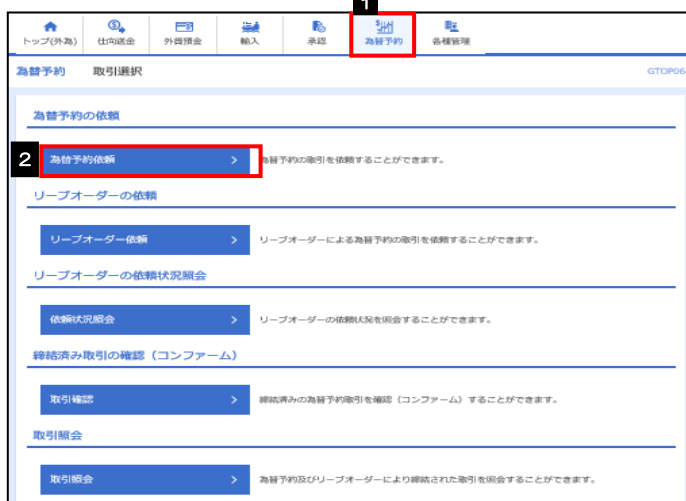 1
トップ(外為) 仕向送金 外貨預金 輸入 承認 為替予約 各種管理
為替予約 取引選択 GTOP06
為替予約の依頼
2 為替予約依頼 > 為替予約の取引を依頼することができます。
リーブオーダーの依頼
リーブオーダー依頼 > リーブオーダーによる為替予約の取引を依頼することができます。
リーブオーダーの依頼状況照会
依頼状況照会 > リーブオーダーの依頼状況を照会することができます。
締結済み取引の確認（コンファーム）
取引確認 > 締結済みの為替予約取引を確認（コンファーム）することができます。
取引照会
取引照会 > 為替予約及びリーブオーダーにより締結された取引を照会することができます。